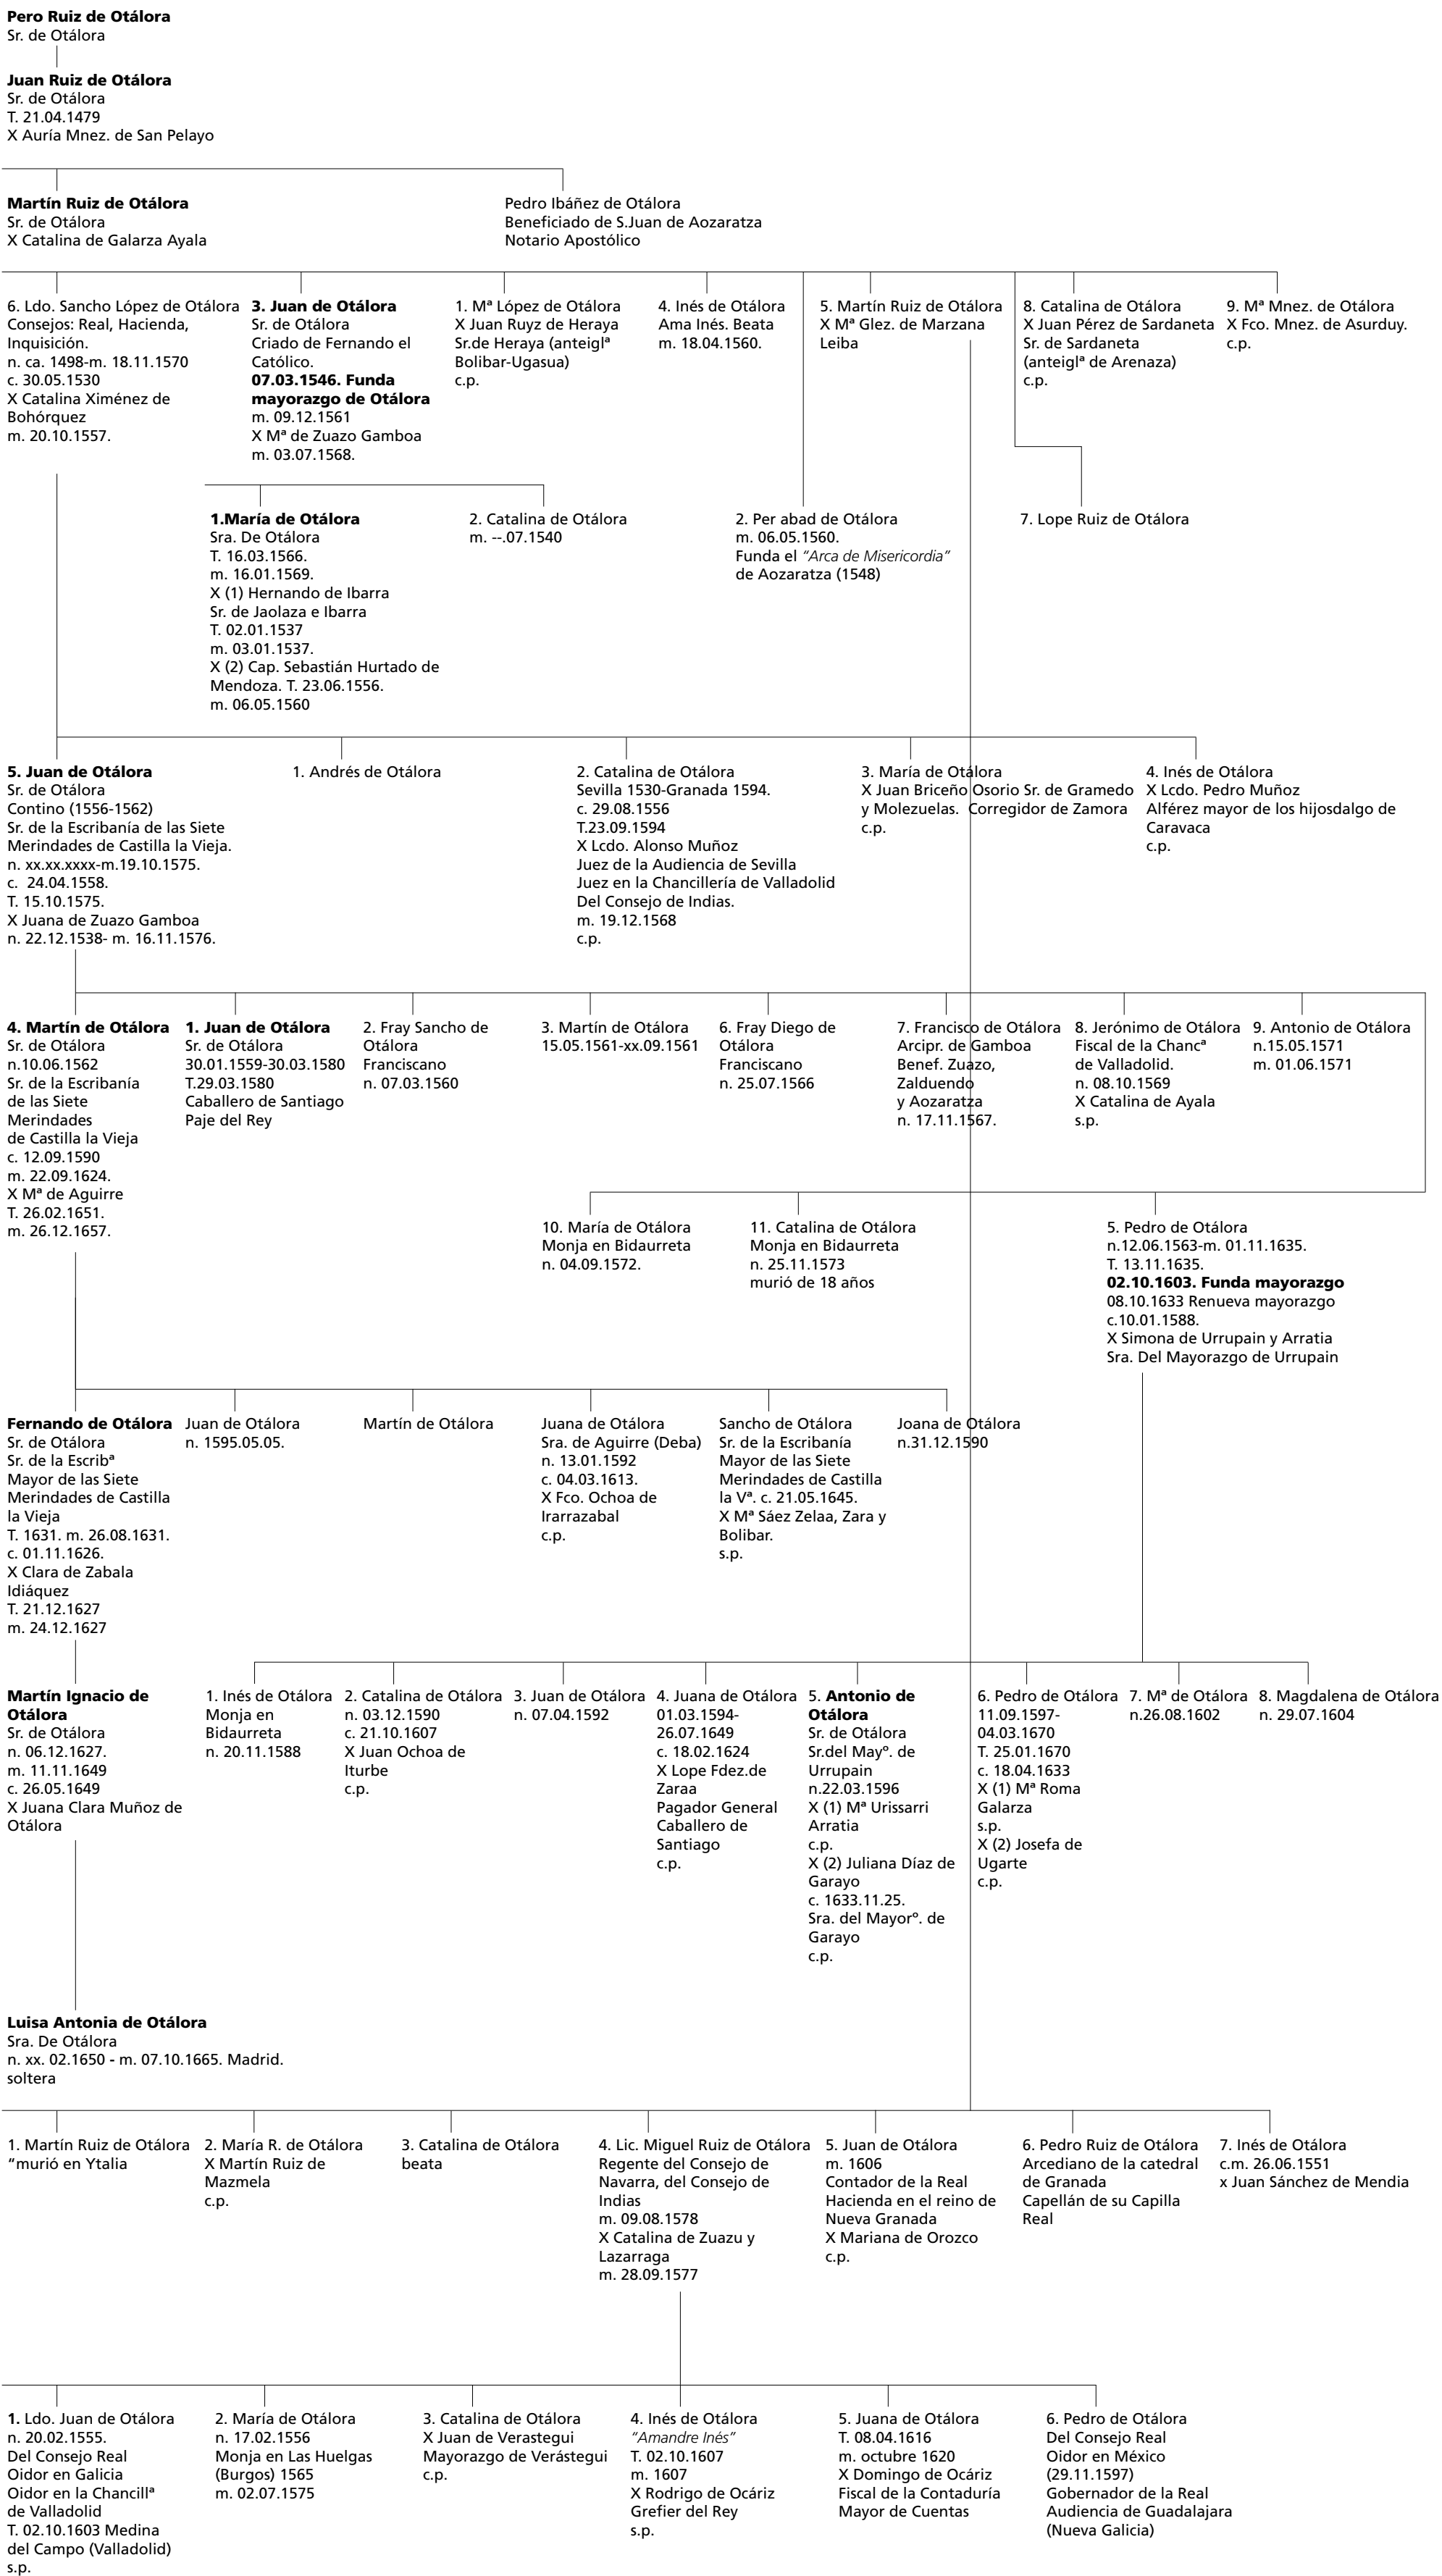 Pero Ruiz de Otálora
Sr. de Otálora
Juan Ruiz de Otálora
Sr. de Otálora
T. 21.04.1479
X Auría Mnez. de San Pelayo
Martín Ruiz de Otálora
Sr. de Otálora
X Catalina de Galarza Ayala
Pedro Ibáñez de Otálora
Beneficiado de S.Juan de Aozaratza
Notario Apostólico
6. Ldo. Sancho López de Otálora
Consejos: Real, Hacienda,
Inquisición.
n. ca. 1498-m. 18.11.1570
c. 30.05.1530
X Catalina Ximénez de
Bohórquez
m. 20.10.1557.
3. Juan de Otálora
Sr. de Otálora
Criado de Fernando el
Católico.
07.03.1546. Funda
mayorazgo de Otálora
m. 09.12.1561
X Mª de Zuazo Gamboa
m. 03.07.1568.
1. Mª López de Otálora
X Juan Ruyz de Heraya
Sr.de Heraya (anteiglª
Bolibar-Ugasua)
c.p.
4. Inés de Otálora
Ama Inés. Beata
m. 18.04.1560.
5. Martín Ruiz de Otálora
X Mª Glez. de Marzana
Leiba
8. Catalina de Otálora
X Juan Pérez de Sardaneta
Sr. de Sardaneta
(anteiglª de Arenaza)
c.p.
9. Mª Mnez. de Otálora
X Fco. Mnez. de Asurduy.
c.p.
1.María de Otálora
Sra. De Otálora
T. 16.03.1566.
m. 16.01.1569.
X (1) Hernando de Ibarra
Sr. de Jaolaza e Ibarra
T. 02.01.1537
m. 03.01.1537.
X (2) Cap. Sebastián Hurtado de
Mendoza. T. 23.06.1556.
m. 06.05.1560
2. Catalina de Otálora
m. --.07.1540
2. Per abad de Otálora
m. 06.05.1560.
Funda el “Arca de Misericordia”
de Aozaratza (1548)
7. Lope Ruiz de Otálora
5. Juan de Otálora
Sr. de Otálora
Contino (1556-1562)
Sr. de la Escribanía de las Siete
Merindades de Castilla la Vieja.
n. xx.xx.xxxx-m.19.10.1575.
c.  24.04.1558.
T. 15.10.1575.
X Juana de Zuazo Gamboa
n. 22.12.1538- m. 16.11.1576.
1. Andrés de Otálora
2. Catalina de Otálora
Sevilla 1530-Granada 1594.
c. 29.08.1556
T.23.09.1594
X Lcdo. Alonso Muñoz
Juez de la Audiencia de Sevilla
Juez en la Chancillería de Valladolid
Del Consejo de Indias.
m. 19.12.1568
c.p.
3. María de Otálora
X Juan Briceño Osorio Sr. de Gramedo
y Molezuelas.  Corregidor de Zamora
c.p.
4. Inés de Otálora
X Lcdo. Pedro Muñoz
Alférez mayor de los hijosdalgo de
Caravaca
c.p.
4. Martín de Otálora
Sr. de Otálora
n.10.06.1562
Sr. de la Escribanía
de las Siete
Merindades
de Castilla la Vieja
c. 12.09.1590
m. 22.09.1624.
X Mª de Aguirre
T. 26.02.1651.
m. 26.12.1657.
1. Juan de Otálora
Sr. de Otálora
30.01.1559-30.03.1580
T.29.03.1580
Caballero de Santiago
Paje del Rey
2. Fray Sancho de
Otálora
Franciscano
n. 07.03.1560
3. Martín de Otálora
15.05.1561-xx.09.1561
6. Fray Diego de
Otálora
Franciscano
n. 25.07.1566
7. Francisco de Otálora
Arcipr. de Gamboa
Benef. Zuazo,
Zalduendo
y Aozaratza
n. 17.11.1567.
8. Jerónimo de Otálora
Fiscal de la Chancª
de Valladolid.
n. 08.10.1569
X Catalina de Ayala
s.p.
9. Antonio de Otálora
n.15.05.1571
m. 01.06.1571
10. María de Otálora
Monja en Bidaurreta
n. 04.09.1572.
11. Catalina de Otálora
Monja en Bidaurreta
n. 25.11.1573
murió de 18 años
5. Pedro de Otálora
n.12.06.1563-m. 01.11.1635.
T. 13.11.1635.
02.10.1603. Funda mayorazgo
08.10.1633 Renueva mayorazgo
c.10.01.1588.
X Simona de Urrupain y Arratia
Sra. Del Mayorazgo de Urrupain
Fernando de Otálora
Sr. de Otálora
Sr. de la Escribª
Mayor de las Siete
Merindades de Castilla
la Vieja
T. 1631. m. 26.08.1631.
c. 01.11.1626.
X Clara de Zabala
Idiáquez
T. 21.12.1627
m. 24.12.1627
Juan de Otálora
n. 1595.05.05.
Martín de Otálora
Juana de Otálora
Sra. de Aguirre (Deba)
n. 13.01.1592
c. 04.03.1613.
X Fco. Ochoa de
Irarrazabal
c.p.
Sancho de Otálora
Sr. de la Escribanía
Mayor de las Siete
Merindades de Castilla
la Vª. c. 21.05.1645.
X Mª Sáez Zelaa, Zara y
Bolibar.
s.p.
Joana de Otálora
n.31.12.1590
Martín Ignacio de
Otálora
Sr. de Otálora
n. 06.12.1627.
m. 11.11.1649
c. 26.05.1649
X Juana Clara Muñoz de
Otálora
1. Inés de Otálora
Monja en
Bidaurreta
n. 20.11.1588
2. Catalina de Otálora
n. 03.12.1590
c. 21.10.1607
X Juan Ochoa de
Iturbe
c.p.
3. Juan de Otálora
n. 07.04.1592
4. Juana de Otálora
01.03.1594-
26.07.1649
c. 18.02.1624
X Lope Fdez.de
Zaraa
Pagador General
Caballero de
Santiago
c.p.
5. Antonio de
Otálora
Sr. de Otálora
Sr.del Mayº. de
Urrupain
n.22.03.1596
X (1) Mª Urissarri
Arratia
c.p.
X (2) Juliana Díaz de
Garayo
c. 1633.11.25.
Sra. del Mayorº. de
Garayo
c.p.
6. Pedro de Otálora
11.09.1597-
04.03.1670
T. 25.01.1670
c. 18.04.1633
X (1) Mª Roma
Galarza
s.p.
X (2) Josefa de
Ugarte
c.p.
7. Mª de Otálora
n.26.08.1602
8. Magdalena de Otálora
n. 29.07.1604
Luisa Antonia de Otálora
Sra. De Otálora
n. xx. 02.1650 - m. 07.10.1665. Madrid.
soltera
1. Martín Ruiz de Otálora
“murió en Ytalia
2. María R. de Otálora
X Martín Ruiz de
Mazmela
c.p.
3. Catalina de Otálora
beata
4. Lic. Miguel Ruiz de Otálora
Regente del Consejo de
Navarra, del Consejo de
Indias
m. 09.08.1578
X Catalina de Zuazu y
Lazarraga
m. 28.09.1577
5. Juan de Otálora
m. 1606
Contador de la Real
Hacienda en el reino de
Nueva Granada
X Mariana de Orozco
c.p.
6. Pedro Ruiz de Otálora
Arcediano de la catedral
de Granada
Capellán de su Capilla
Real
7. Inés de Otálora
c.m. 26.06.1551
x Juan Sánchez de Mendia
1. Ldo. Juan de Otálora
n. 20.02.1555.
Del Consejo Real
Oidor en Galicia
Oidor en la Chancillª
de Valladolid
T. 02.10.1603 Medina
del Campo (Valladolid)
s.p.
2. María de Otálora
n. 17.02.1556
Monja en Las Huelgas
(Burgos) 1565
m. 02.07.1575
3. Catalina de Otálora
X Juan de Verastegui
Mayorazgo de Verástegui
c.p.
4. Inés de Otálora
“Amandre Inés”
T. 02.10.1607
m. 1607
X Rodrigo de Ocáriz
Grefier del Rey
s.p.
5. Juana de Otálora
T. 08.04.1616
m. octubre 1620
X Domingo de Ocáriz
Fiscal de la Contaduría
Mayor de Cuentas
6. Pedro de Otálora
Del Consejo Real
Oidor en México
(29.11.1597)
Gobernador de la Real
Audiencia de Guadalajara
(Nueva Galicia)